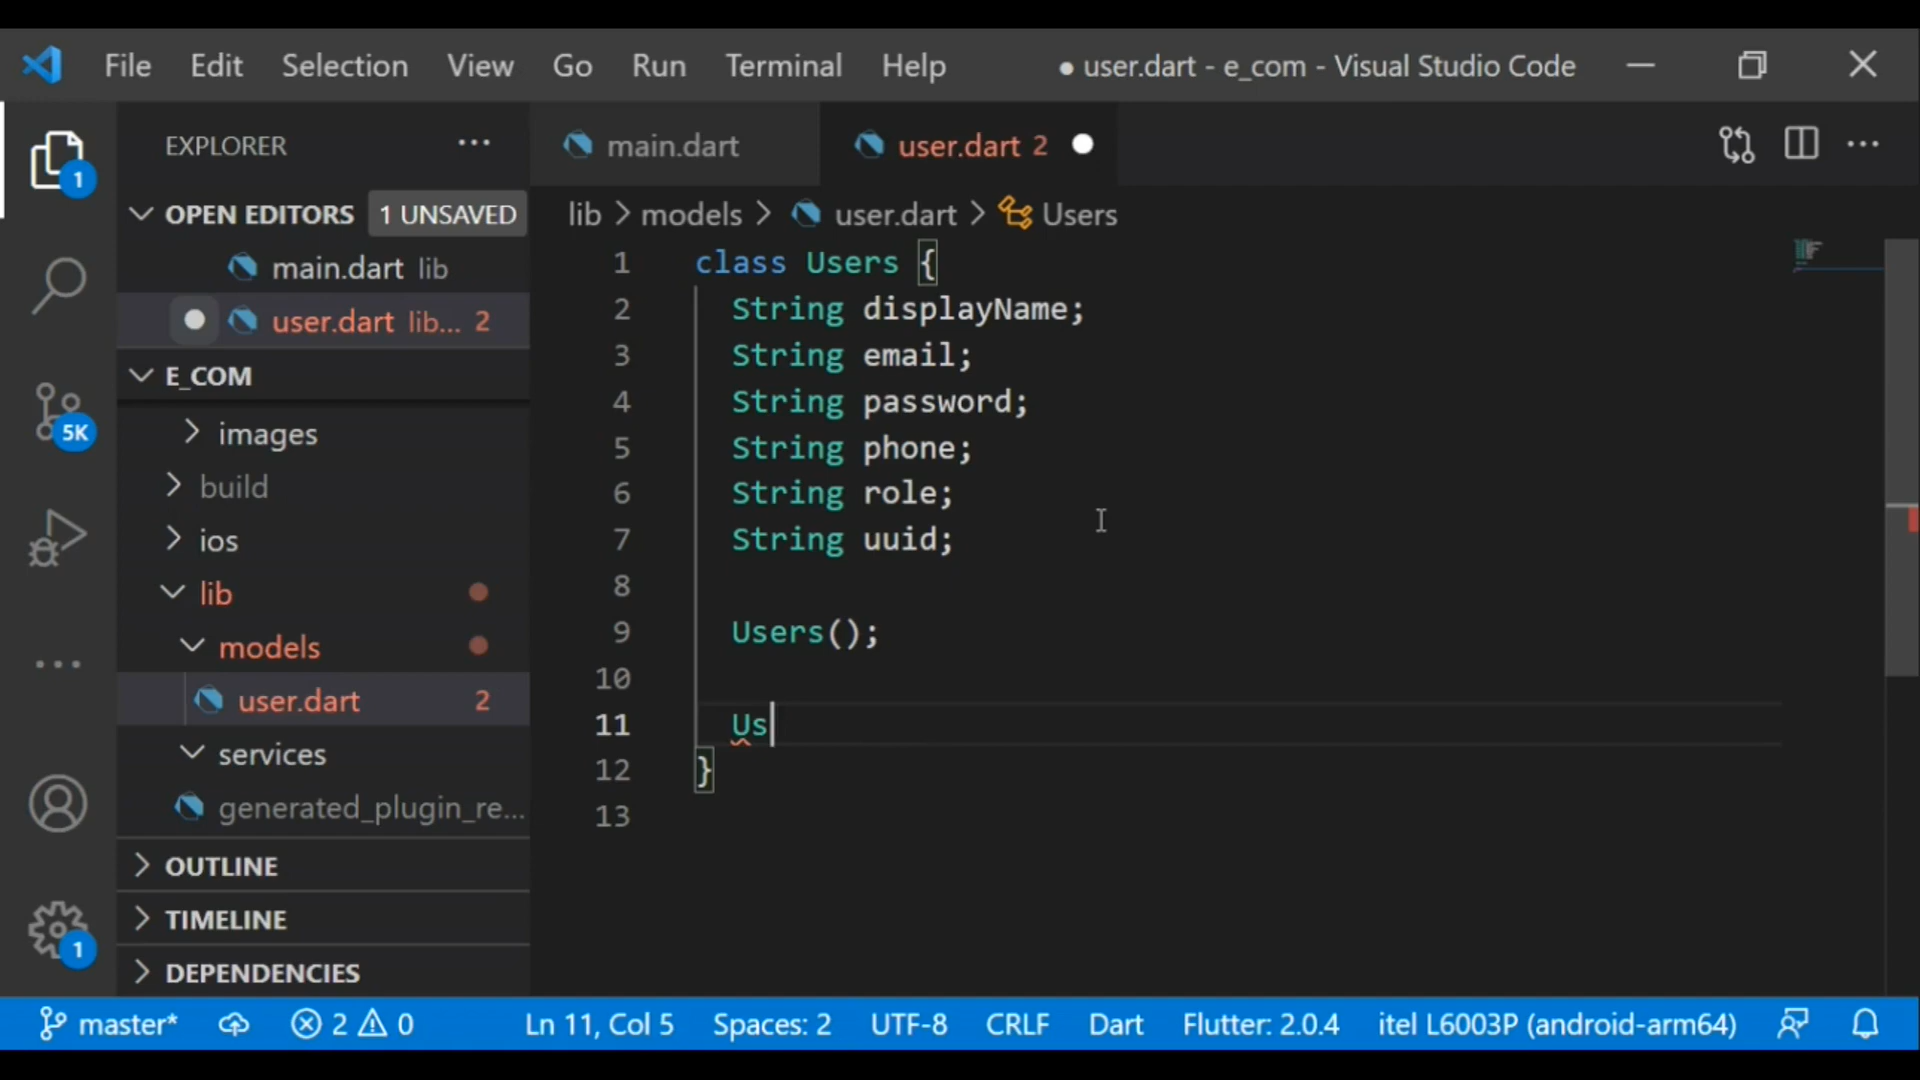 File Edit Selection View Go Run Terminal Help ● user.dart - e_com - Visual Studio Code
EXPLORER
OPEN EDITORS 1 UNSAVED
main.dart lib
user.dart lib... 2
E_COM
images
build
ios
lib
models
user.dart 2
services
generated_plugin_re...
OUTLINE
TIMELINE
DEPENDENCIES
1
5K
1
main.dart
user.dart 2
lib > models > user.dart > Users
1 class Users {
2 String displayName;
3 String email;
4 String password;
5 String phone;
6 String role;
7 String uuid;
8
9 Users();
10
11 Us
12 }
13
master* 2 0 Ln 11, Col 5 Spaces: 2 UTF-8 CRLF Dart Flutter: 2.0.4 itel L6003P (android-arm64)